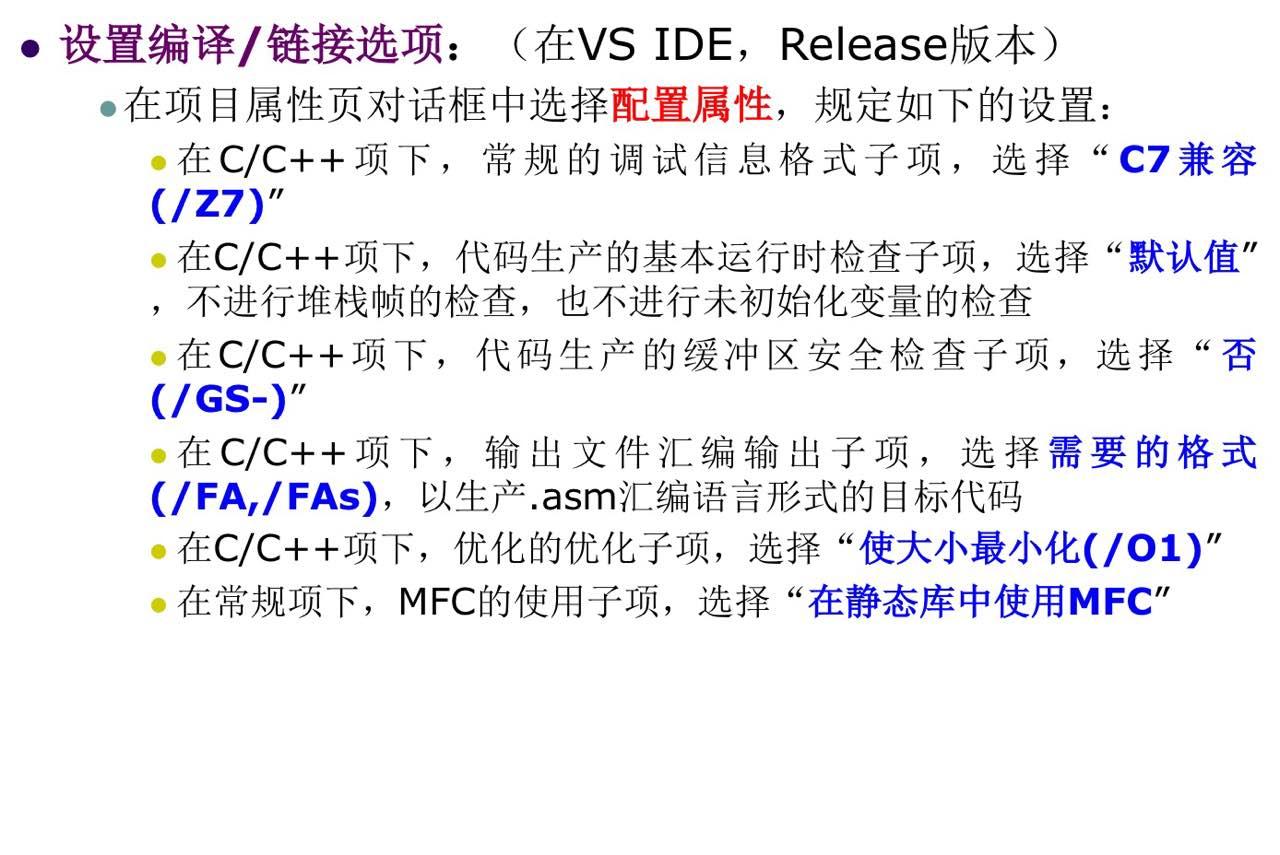 设置编译/链接选项：（在VS IDE，Release版本）
在项目属性页对话框中选择配置属性，规定如下的设置：
在C/C++项下，常规的调试信息格式子项，选择“C7兼容
(/Z7)”
在C/C++项下，代码生产的基本运行时检查子项，选择“默认值”
，不进行堆栈帧的检查，也不进行未初始化变量的检查
在C/C++项下，代码生产的缓冲区安全检查子项，选择“否
(/GS-)”
在C/C++项下，输出文件汇编输出子项，选择需要的格式
(/FA,/FAs)，以生产.asm汇编语言形式的目标代码
在C/C++项下，优化的优化子项，选择“使大小最小化(/O1)”
在常规项下，MFC的使用子项，选择“在静态库中使用MFC”